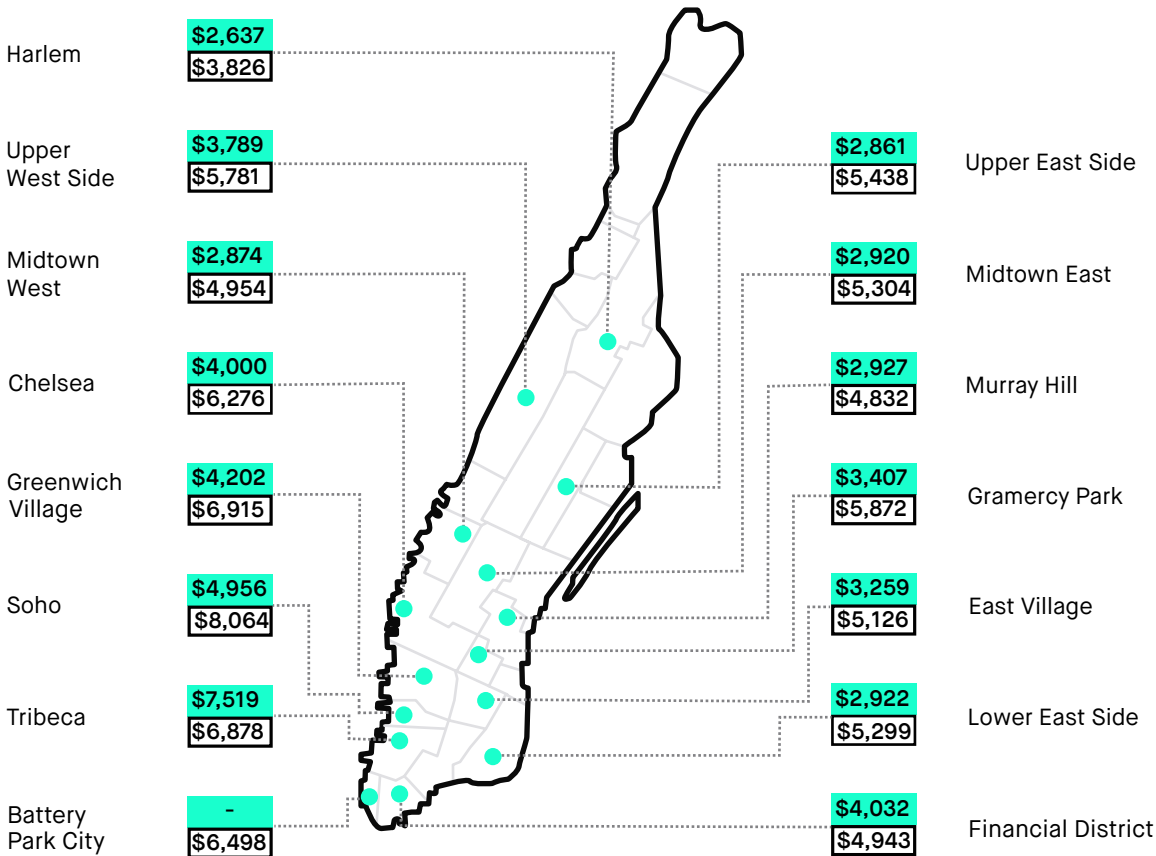 Harlem
$2,637
$3,826
Upper
West Side
$3,789
$5,781
Midtown
West
$2,874
$4,954
Chelsea
$4,000
$6,276
Greenwich
Village
$4,202
$6,915
Soho
$4,956
$8,064
Tribeca
$7,519
$6,878
Battery
Park City
-
$6,498
$2,861
$5,438
Upper East Side
$2,920
$5,304
Midtown East
$2,927
$4,832
Murray Hill
$3,407
$5,872
Gramercy Park
$3,259
$5,126
East Village
$2,922
$5,299
Lower East Side
$4,032
$4,943
Financial District